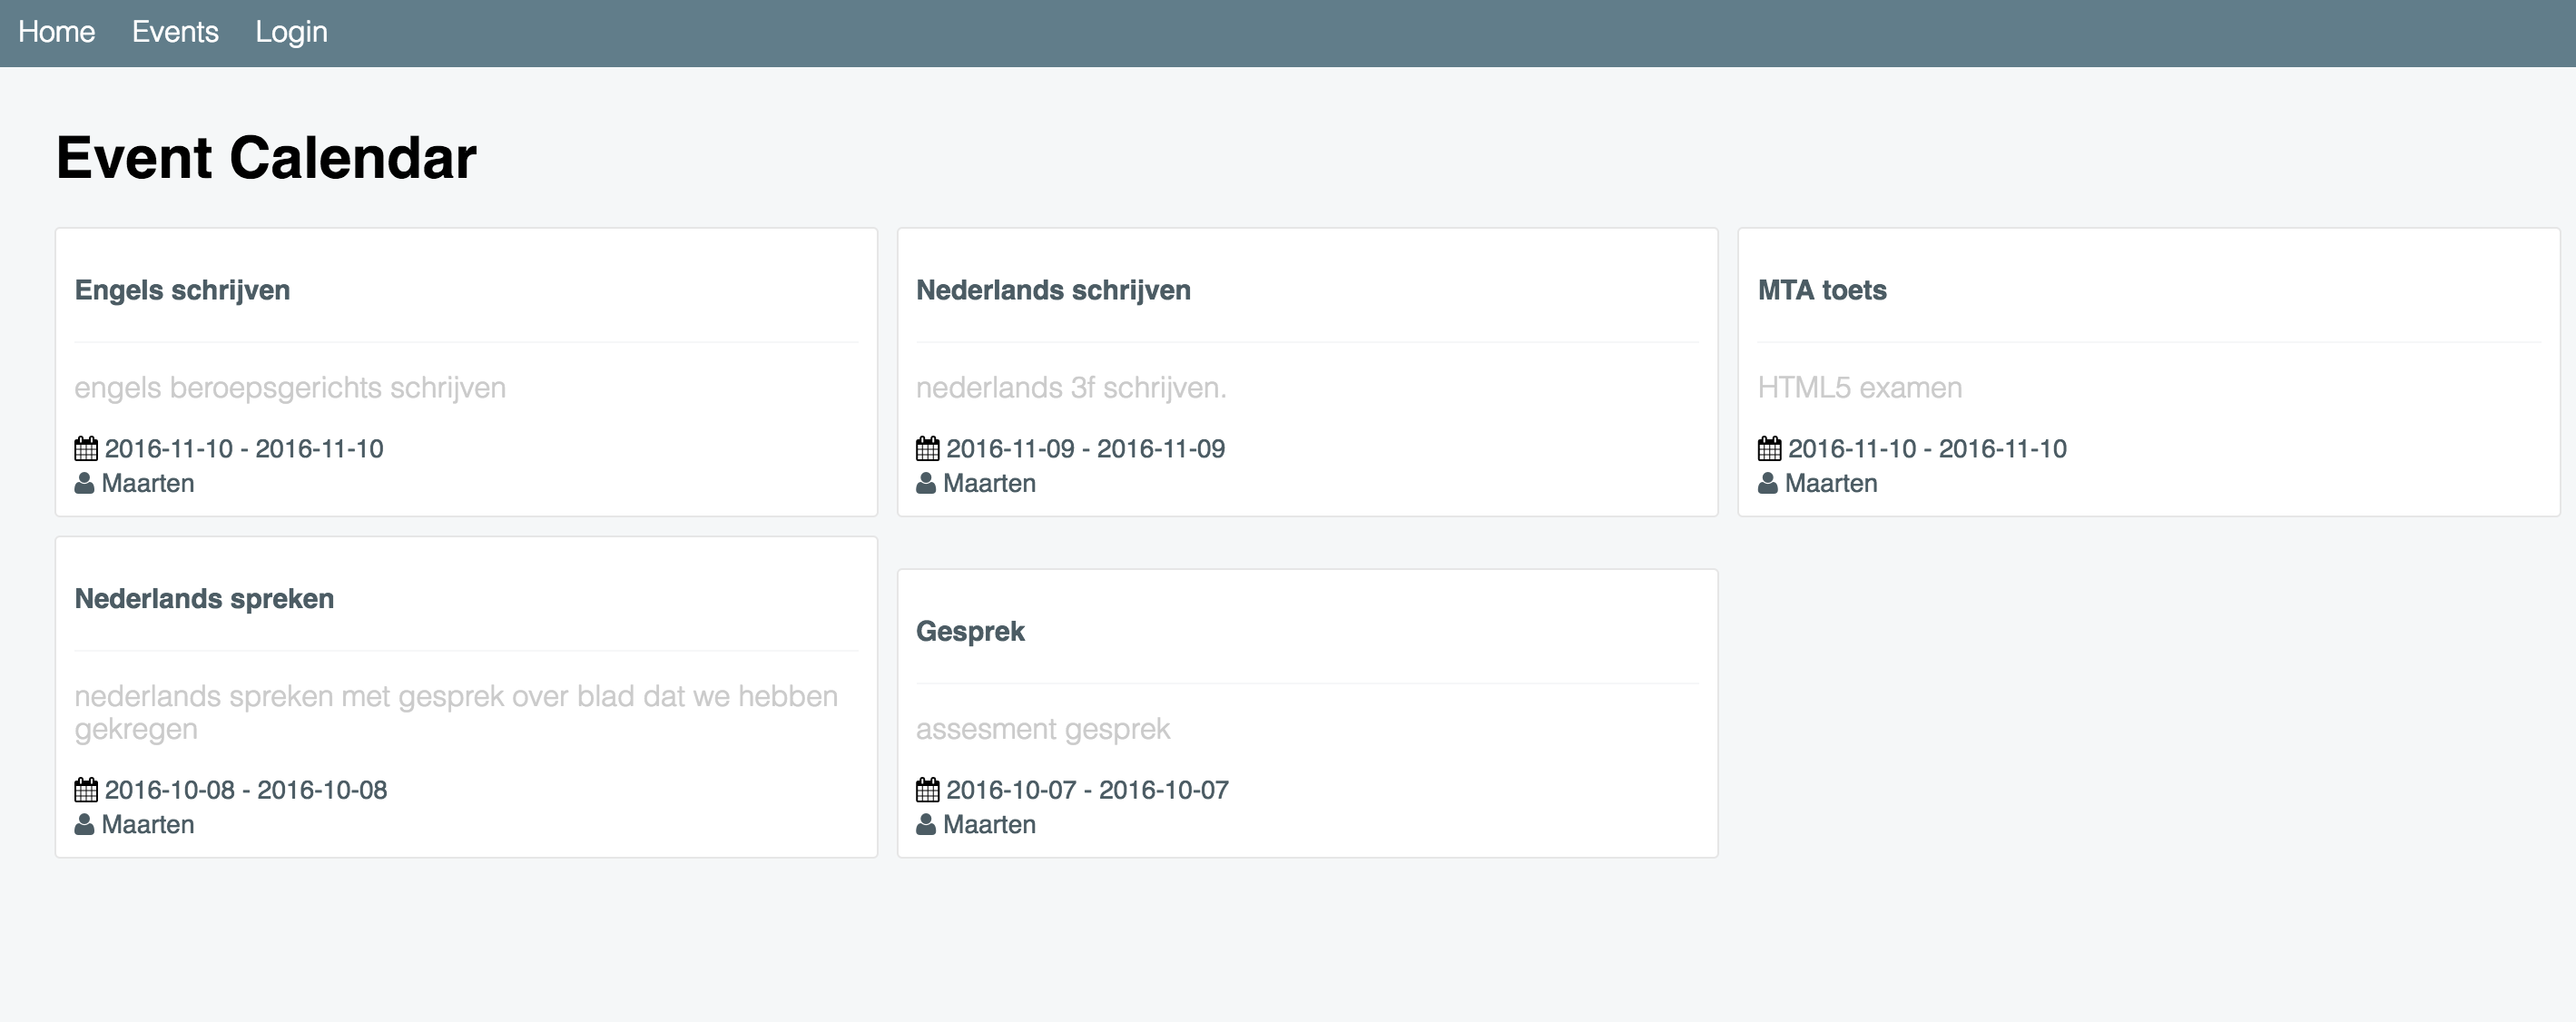 Home Events Login
Event Calendar
Engels schrijven
engels beroepsgerichts schrijven
2016-11-10 - 2016-11-10
Maarten
Nederlands schrijven
nederlands 3f schrijven.
2016-11-09 - 2016-11-09
Maarten
MTA toets
HTML5 examen
2016-11-10 - 2016-11-10
Maarten
Nederlands spreken
nederlands spreken met gesprek over blad dat we hebben
gekregen
2016-10-08 - 2016-10-08
Maarten
Gesprek
assesment gesprek
2016-10-07 - 2016-10-07
Maarten